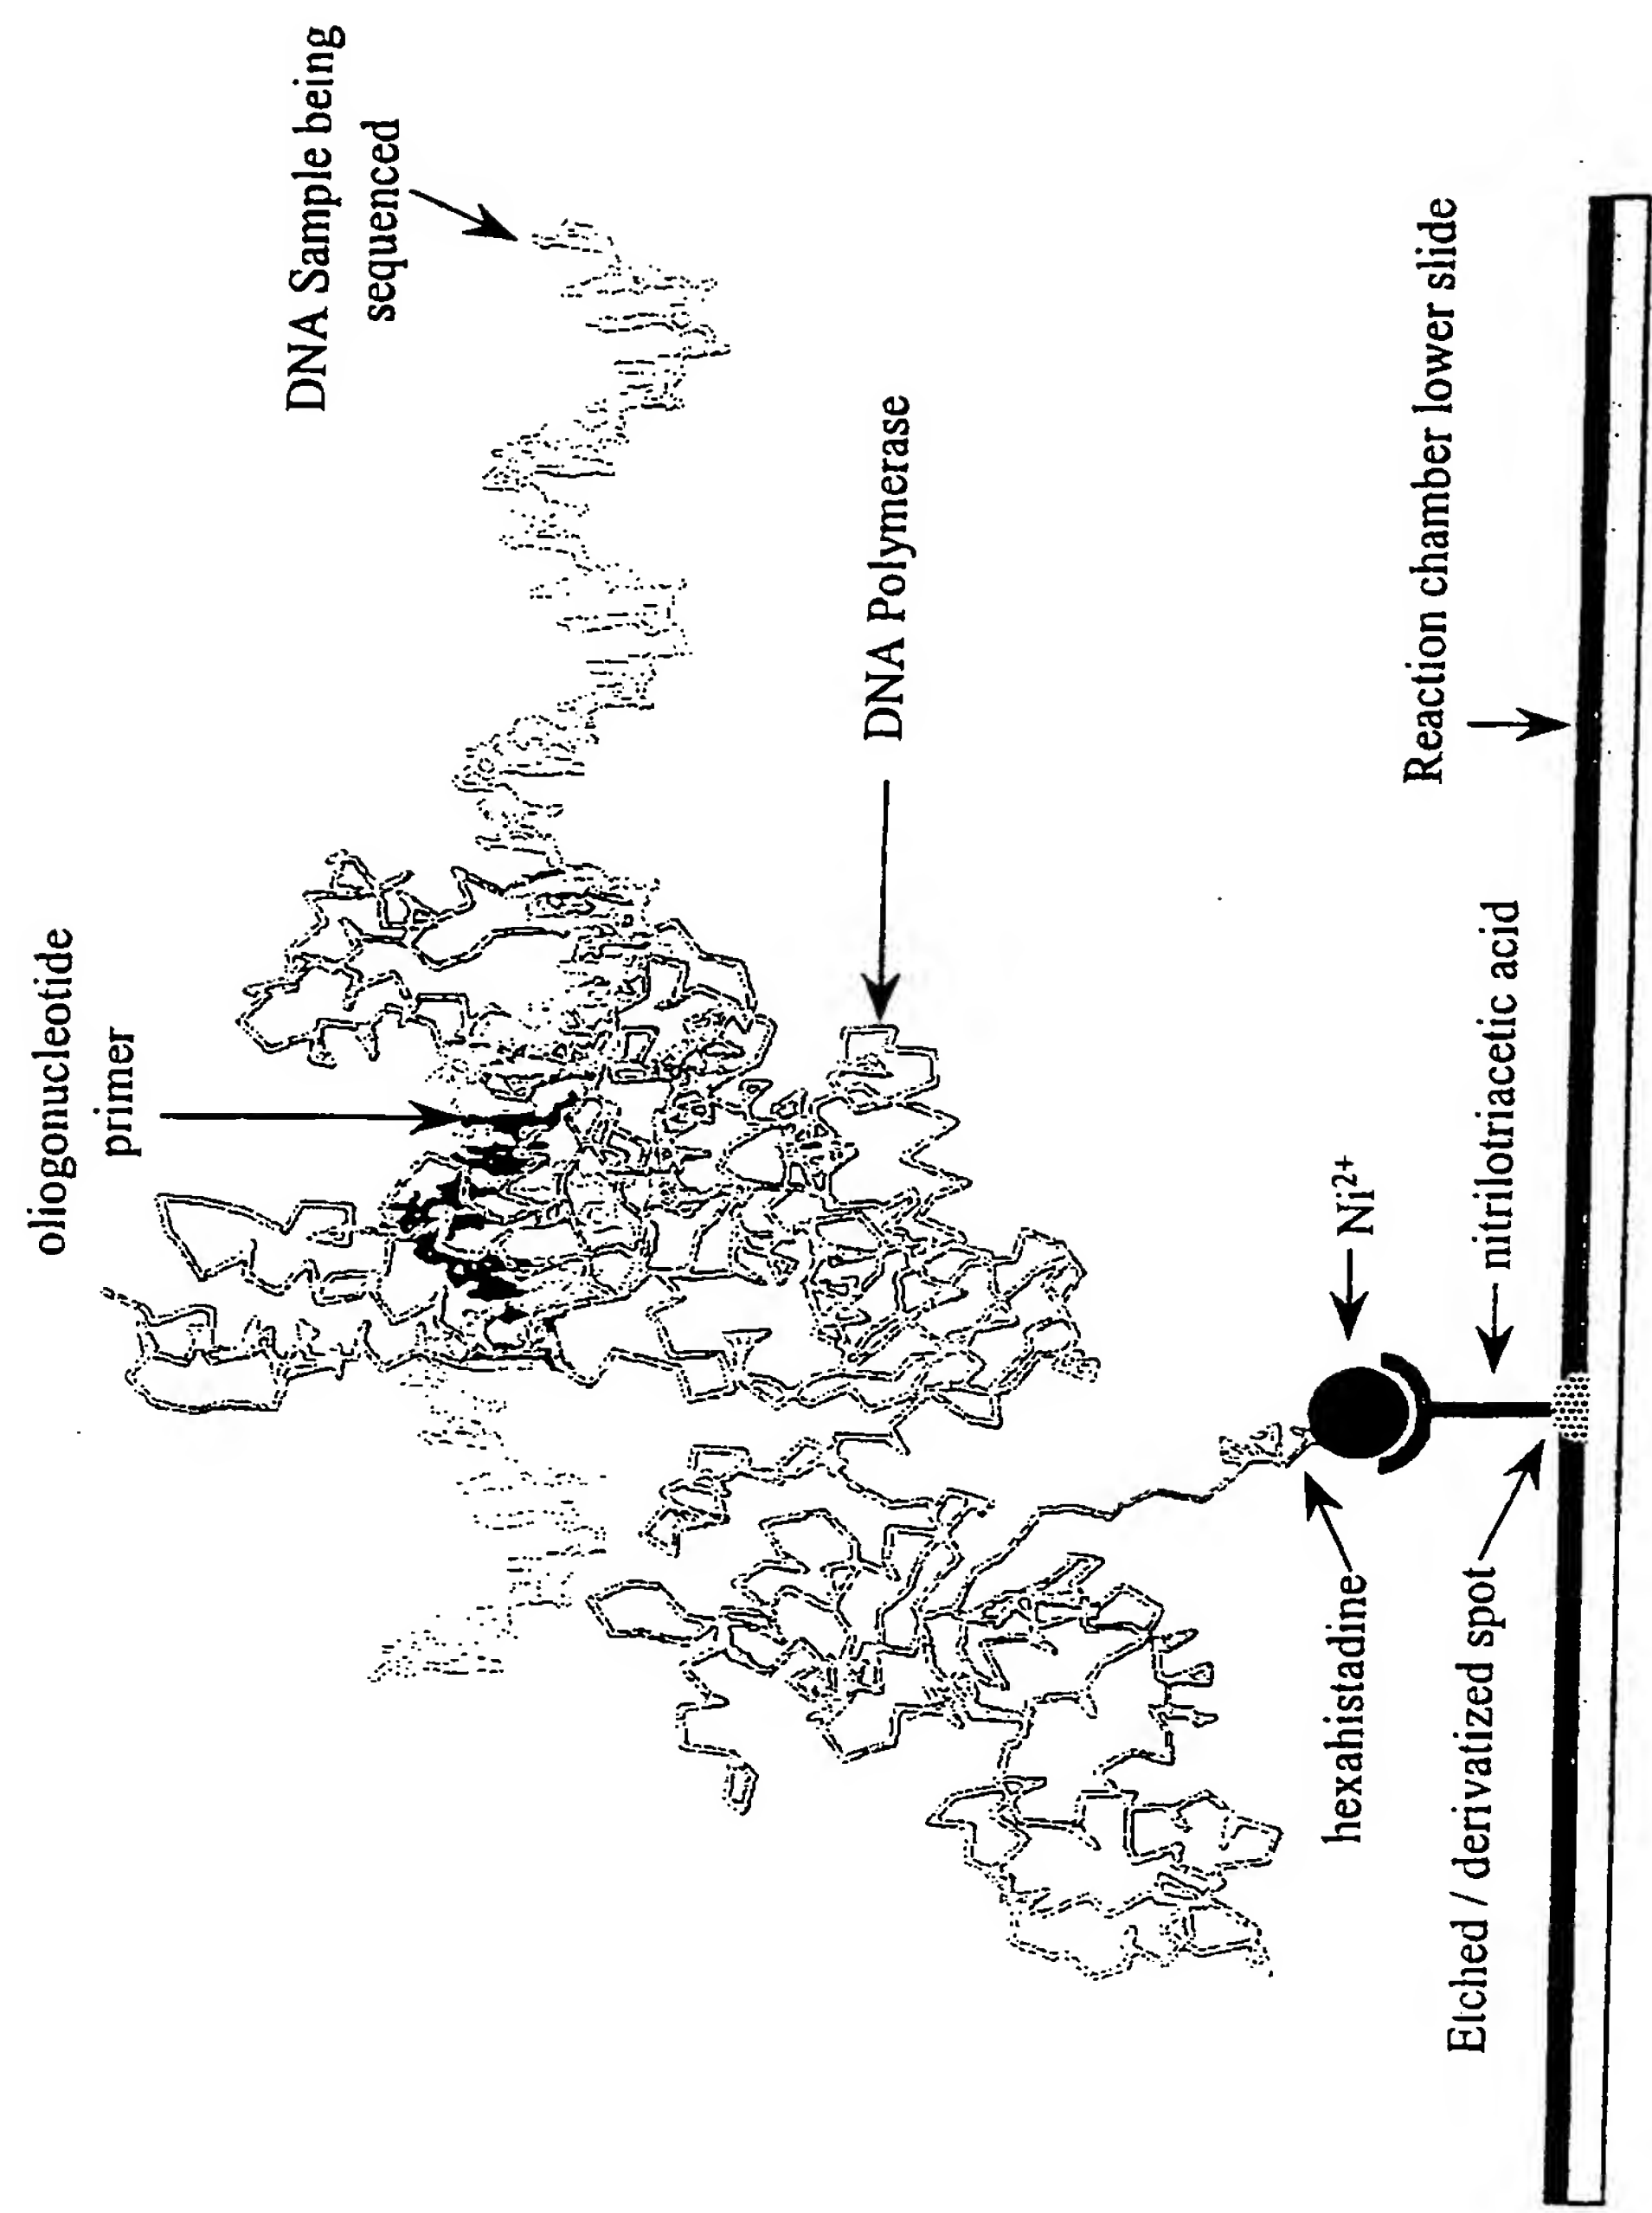 oliogonucleotide
primer
DNA Sample being
sequenced
DNA Polymerase
Reaction chamber lower slide
Ni2+
nitrilotriacetic acid
hexahistadine
Etched / derivatized spot